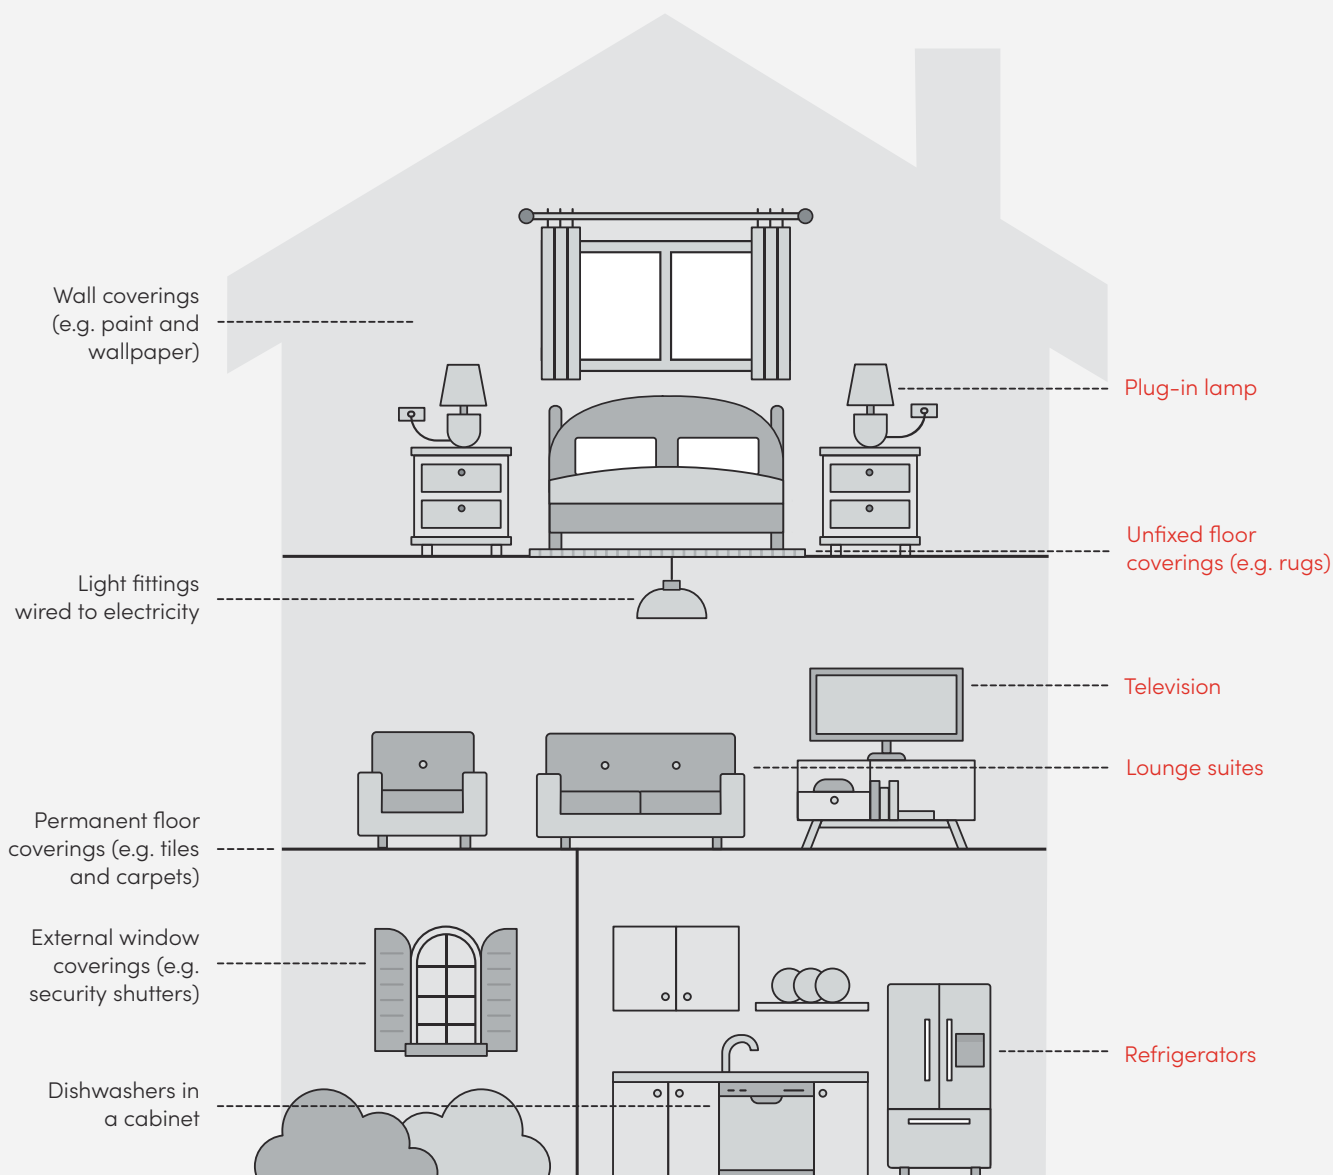 Wall coverings
(e.g. paint and
wallpaper)
Plug-in lamp
Unfixed floor
coverings (e.g. rugs)
Light fittings
wired to electricity
Television
Lounge suites
Permanent floor
coverings (e.g. tiles
and carpets)
External window
coverings (e.g.
security shutters)
Refrigerators
Dishwashers in
a cabinet